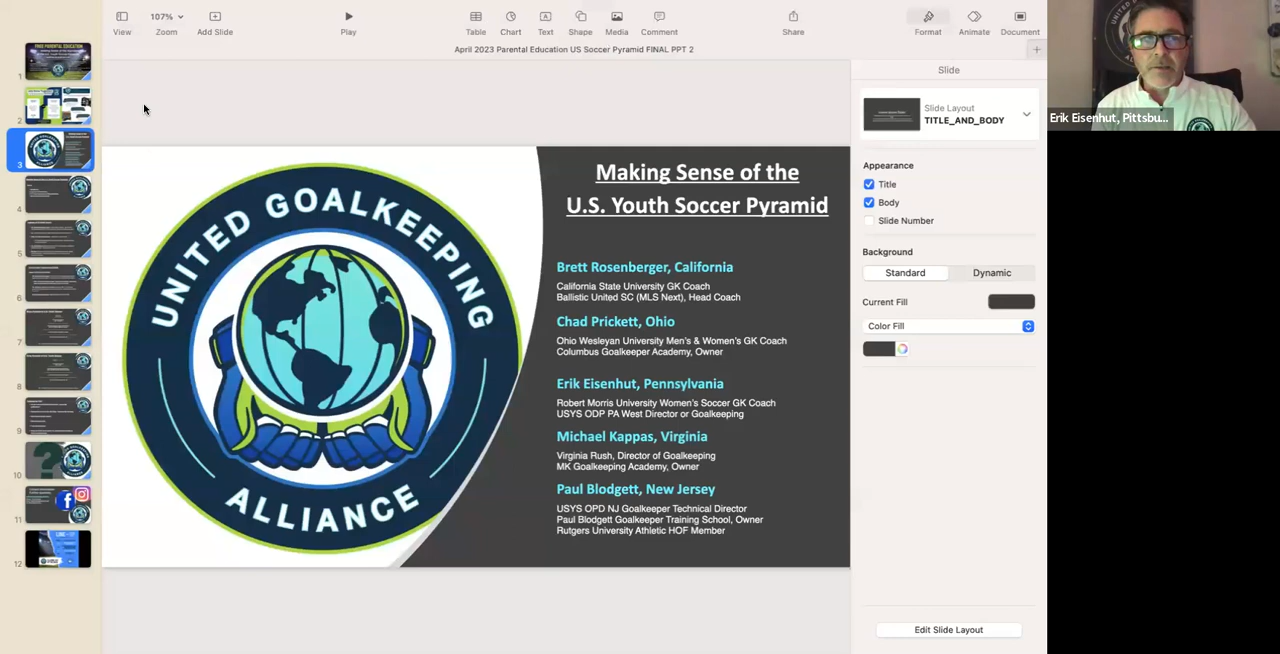 View
107%
Zoom
Add Slide
Play
Table
Chart
Text
Shape
Media
Comment
Share
Format
Animate
Document
April 2023 Parental Education US Soccer Pyramid FINAL PPT 2
1
2
3
4
5
6
7
8
9
10
11
12
FREE PARENTAL EDUCATION
UNITED GOALKEEPING
ALLIANCE
Making Sense of the
U.S. Youth Soccer Pyramid
Brett Rosenberg, California
California State University GK Coach
Ballistic United SC (MLS Next), Head Coach
Chad Prickett, Ohio
Ohio Wesleyan University Men's & Women's GK Coach
Columbus Goalkeeper Academy, Owner
Erik Eisenhut, Pennsylvania
Robert Morris University Women's Soccer GK Coach
USYS ODP PA West Director or Goalkeeping
Michael Kappas, Virginia
Virginia Rush, Director of Goalkeeping
MK Goalkeeping Academy, Owner
Paul Blodgett, New Jersey
USYS OPD NJ Goalkeeper Technical Director
Paul Blodgett Goalkeeper Training School, Owner
Rutgers University Athletic HOF Member
Slide
Slide Layout
TITLE_AND_BODY
Appearance
Title
Body
Slide Number
Background
Standard
Dynamic
Current Fill
Color Fill
Edit Slide Layout
Erik Eisenhut, Pittsbu...